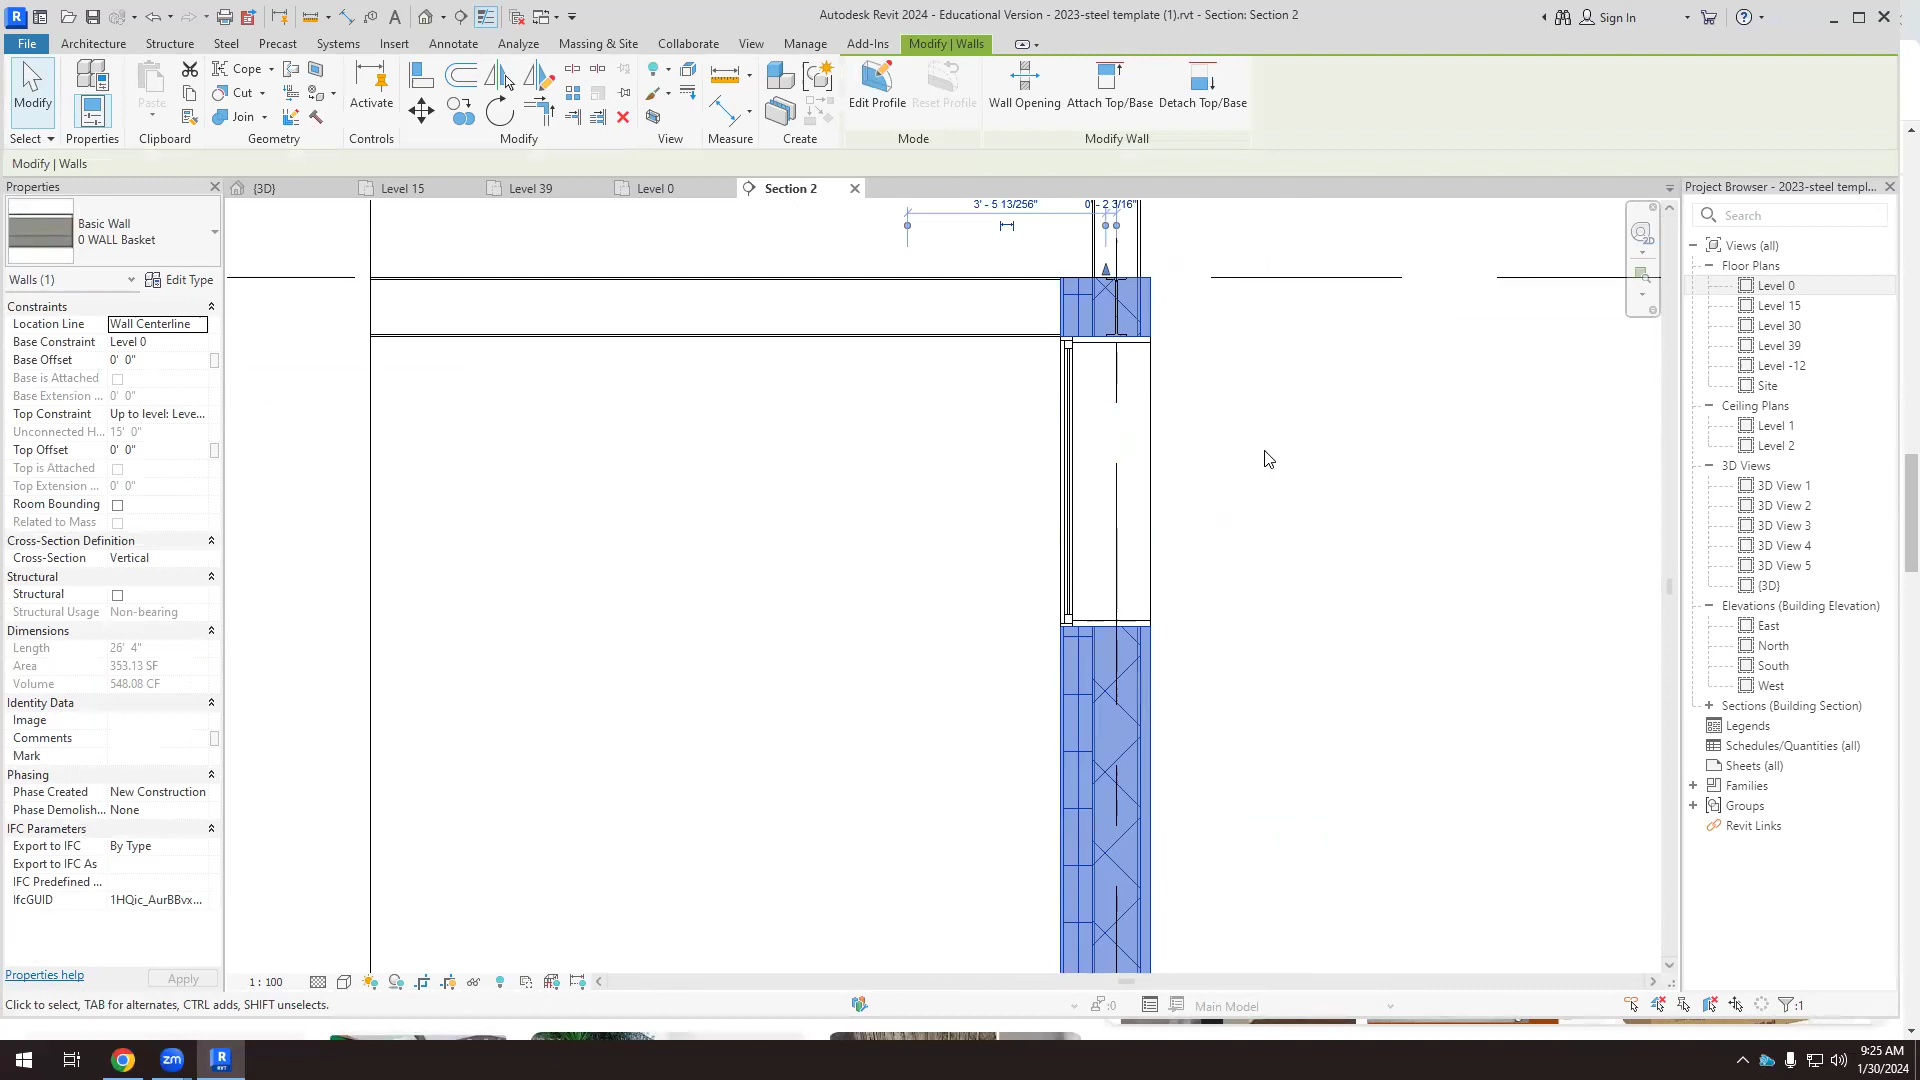 Autodesk Revit 2024 - Educational Version - 2023-steel template (1).rvt - Section: Section 2
Sign In
File Architecture Structure Steel Precast Systems Insert Annotate Analyze Massing & Site Collaborate View Manage Add-Ins Modify | Walls
Modify
Select
Properties
Paste
Clipboard
Cope
Cut
Join
Geometry
Activate
Controls
Modify
View
Measure
Create
Edit Profile
Reset Profile
Mode
Wall Opening
Attach Top/Base
Detach Top/Base
Modify Wall
Modify | Walls
Properties
Basic Wall
0 WALL Basket
Walls (1)
Edit Type
Constraints
Location Line Wall Centerline
Base Constraint Level 0
Base Offset 0' 0"
Base is Attached
Base Extension ... 0' 0"
Top Constraint Up to level: Leve...
Unconnected H... 15' 0"
Top Offset 0' 0"
Top is Attached
Top Extension ... 0' 0"
Room Bounding
Related to Mass
Cross-Section Definition
Cross-Section Vertical
Structural
Structural
Structural Usage Non-bearing
Dimensions
Length 26' 4"
Area 353.13 SF
Volume 548.08 CF
Identity Data
Image
Comments
Mark
Phasing
Phase Created New Construction
Phase Demolish... None
IFC Parameters
Export to IFC By Type
Export to IFC As
IFC Predefined ...
IfcGUID 1HQic_AurBBvx...
Properties help
Apply
{3D} Level 15 Level 39 Level 0 Section 2
3' - 5 13/256" 0' - 2 3/16"
2D
1 : 100
Project Browser - 2023-steel templ...
Search
Views (all)
Floor Plans
Level 0
Level 15
Level 30
Level 39
Level -12
Site
Ceiling Plans
Level 1
Level 2
3D Views
3D View 1
3D View 2
3D View 3
3D View 4
3D View 5
{3D}
Elevations (Building Elevation)
East
North
South
West
Sections (Building Section)
Legends
Schedules/Quantities (all)
Sheets (all)
Families
Groups
Revit Links
Click to select, TAB for alternates, CTRL adds, SHIFT unselects.
:0
Main Model
:1
zm
R
RVT
9:25 AM
1/30/2024